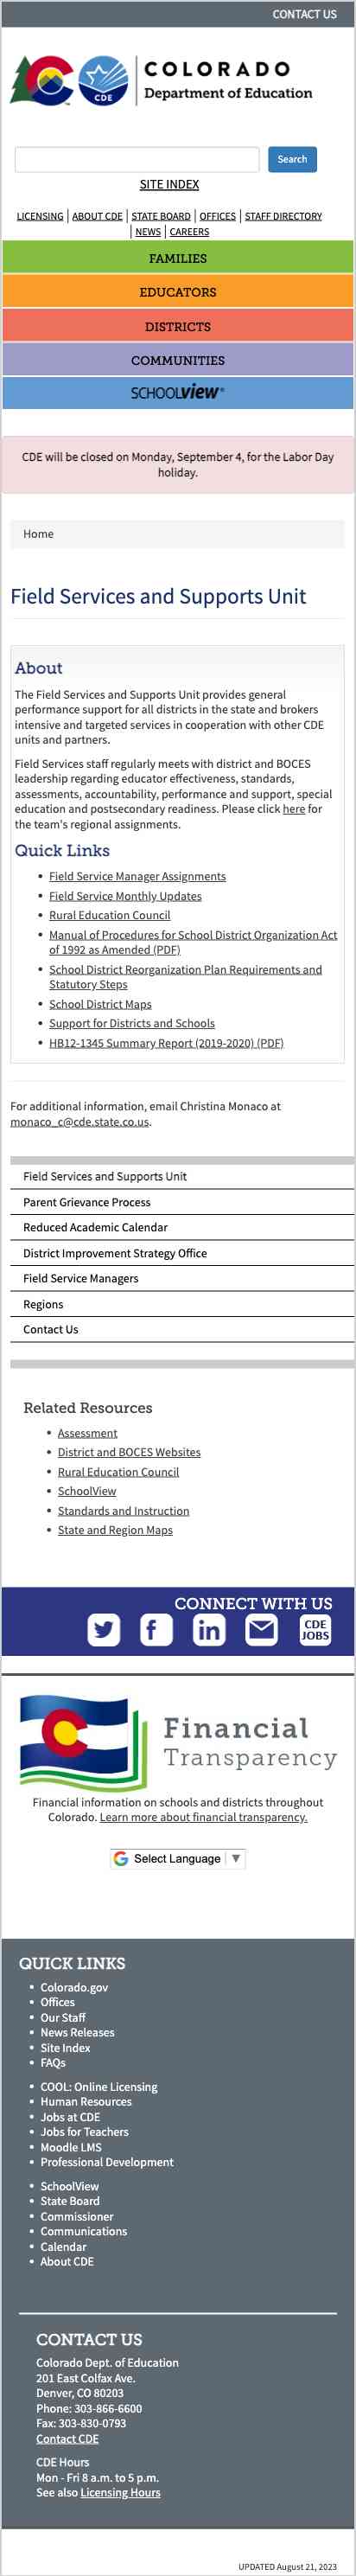 CONTACT US
COLORADO
Department of Education
CDE
Search
SITE INDEX
LICENSING | ABOUT CDE | STATE BOARD | OFFICES | STAFF DIRECTORY
| NEWS | CAREERS
FAMILIES
EDUCATORS
DISTRICTS
COMMUNITIES
SCHOOLVIEW®
CDE will be closed on Monday, September 4, for the Labor Day
holiday.
Home
Field Services and Supports Unit
About
The Field Services and Supports Unit provides general
performance support for all districts in the state and brokers
intensive and targeted services in cooperation with other CDE
units and partners.
Field Services staff regularly meets with district and BOCES
leadership regarding educator effectiveness, standards,
assessments, accountability, performance and support, special
education and postsecondary readiness. Please click here for
the team's regional assignments.
Quick Links
• Field Service Manager Assignments
• Field Service Monthly Updates
• Rural Education Council
• Manual of Procedures for School District Organization Act
of 1992 as Amended (PDF)
• School District Reorganization Plan Requirements and
Statutory Steps
• School District Maps
• Support for Districts and Schools
• HB12-1345 Summary Report (2019-2020) (PDF)
For additional information, email Christina Monaco at
monaco_c@cde.state.co.us.
Field Services and Supports Unit
Parent Grievance Process
Reduced Academic Calendar
District Improvement Strategy Office
Field Service Managers
Regions
Contact Us
Related Resources
• Assessment
• District and BOCES Websites
• Rural Education Council
• SchoolView
• Standards and Instruction
• State and Region Maps
CONNECT WITH US
CDE
JOBS
Financial
Transparency
Financial information on schools and districts throughout
Colorado. Learn more about financial transparency.
Select Language ▼
QUICK LINKS
• Colorado.gov
• Offices
• Our Staff
• News Releases
• Site Index
• FAQs
• COOL: Online Licensing
• Human Resources
• Jobs at CDE
• Jobs for Teachers
• Moodle LMS
• Professional Development
• SchoolView
• State Board
• Commissioner
• Communications
• Calendar
• About CDE
CONTACT US
Colorado Dept. of Education
201 East Colfax Ave.
Denver, CO 80203
Phone: 303-866-6600
Fax: 303-830-0793
Contact CDE
CDE Hours
Mon - Fri 8 a.m. to 5 p.m.
See also Licensing Hours
UPDATED August 21, 2023